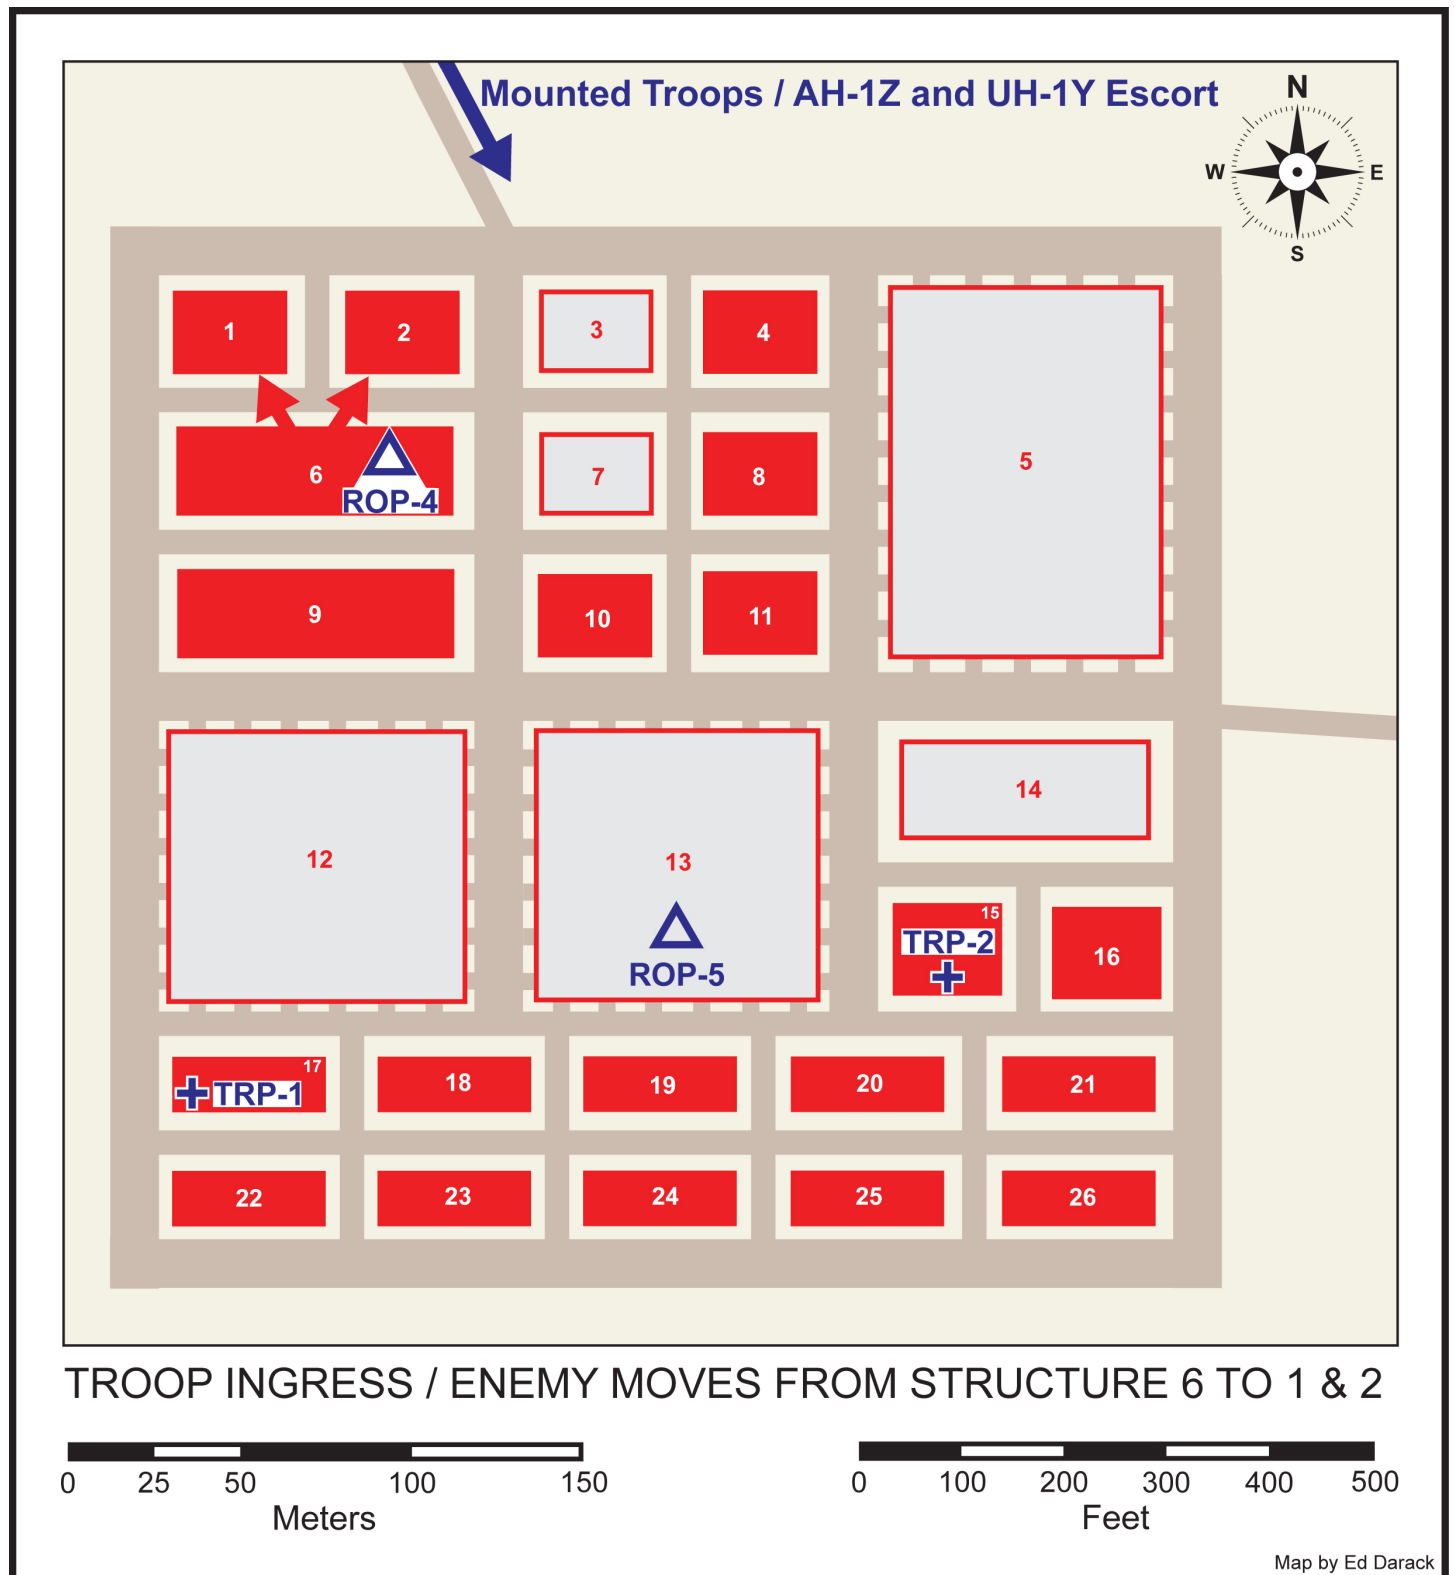 Mounted Troops / AH-1Z and UH-1Y Escort
N
W
E
S
1
2
3
4
5
6
ROP-4
7
8
9
10
11
12
13
ROP-5
14
15
TRP-2
16
17
TRP-1
18
19
20
21
22
23
24
25
26
TROOP INGRESS / ENEMY MOVES FROM STRUCTURE 6 TO 1 & 2
0 25 50 100 150
Meters
0 100 200 300 400 500
Feet
Map by Ed Darack